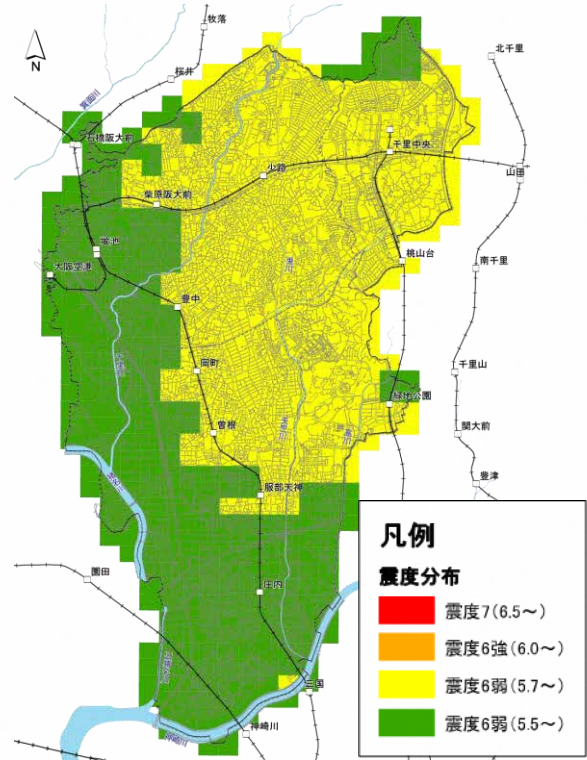 牧落
N
桜井
北千里
箕面川
石橋阪大前
千里中央
少路
山田
柴原阪大前
蛍池
桃山台
大阪空港
南千里
豊中
岡町
千里山
緑地公園
曽根
関大前
服部天神
豊津
園田
庄内
三国
神崎川
神崎川
凡例
震度分布
震度7(6.5～)
震度6強(6.0～)
震度6弱(5.7～)
震度6弱(5.5～)